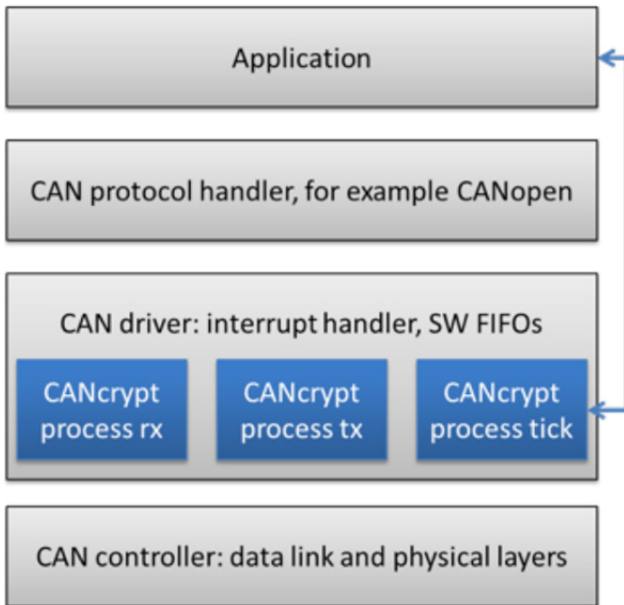 Application
CAN protocol handler, for example CANopen
CAN driver: interrupt handler, SW FIFOs
CANcrypt
process rx
CANcrypt
process tx
CANcrypt
process tick
CAN controller: data link and physical layers